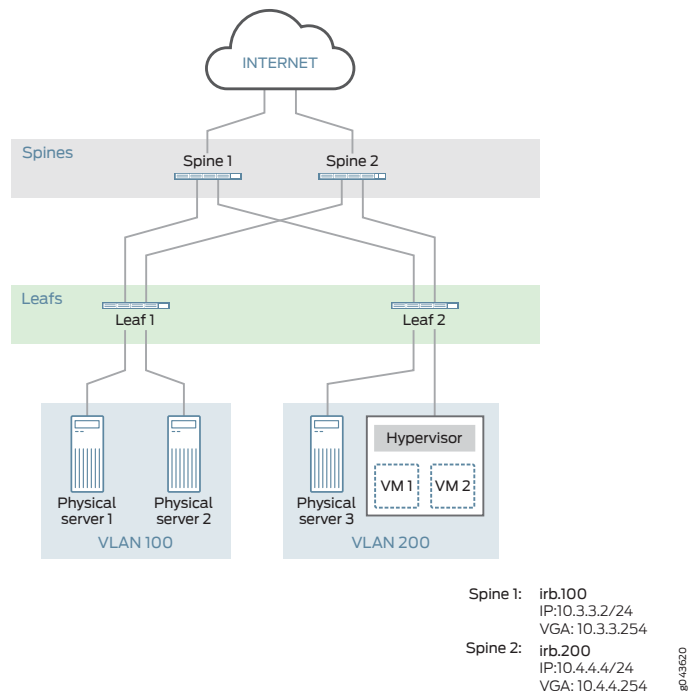 INTERNET
Spines
Spine 1
Spine 2
Leafs
Leaf 1
Leaf 2
Hypervisor
VM 1
VM 2
Physical
server 1
Physical
server 2
Physical
server 3
VLAN 100
VLAN 200
Spine 1: irb.100
IP:10.3.3.2/24
VGA: 10.3.3.254
Spine 2: irb.200
IP:10.4.4.4/24
VGA: 10.4.4.254
g043620